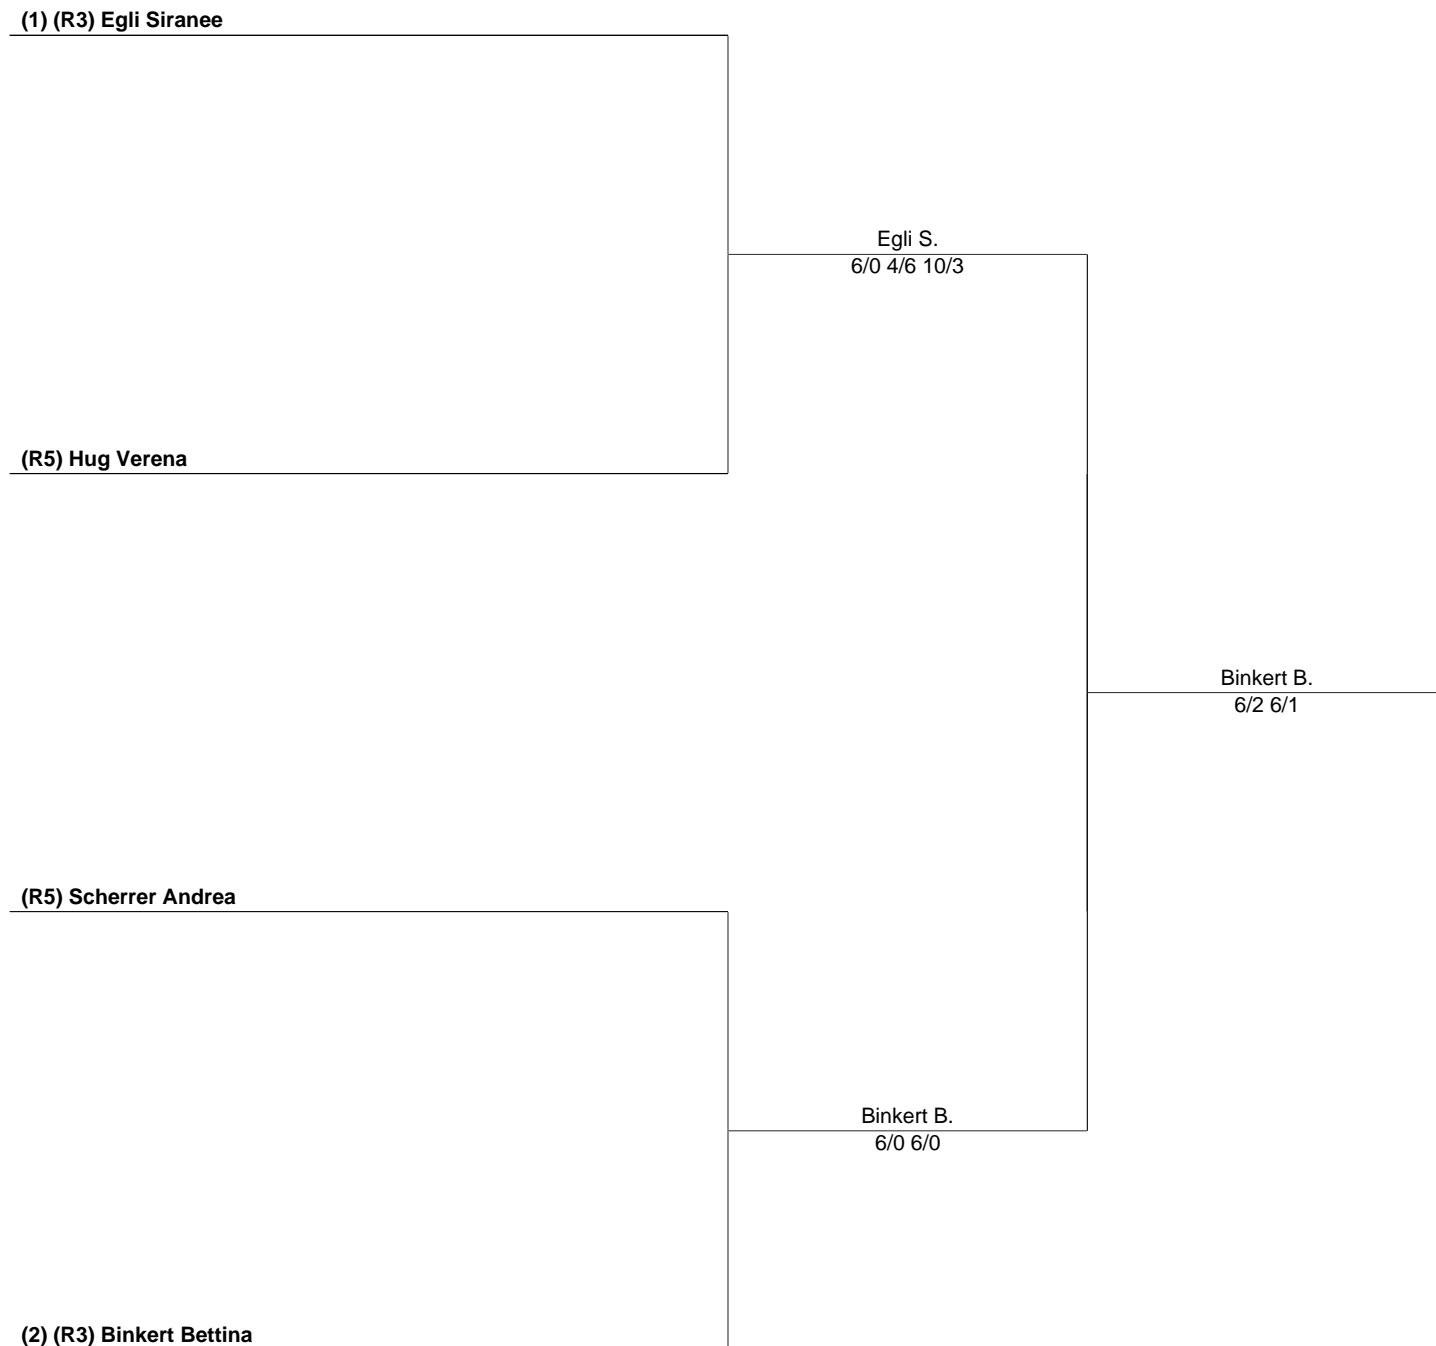 (1) (R3) Egli Siranee
Egli S.
6/0 4/6 10/3
(R5) Hug Verena
Binkert B.
6/2 6/1
(R5) Scherrer Andrea
Binkert B.
6/0 6/0
(2) (R3) Binkert Bettina